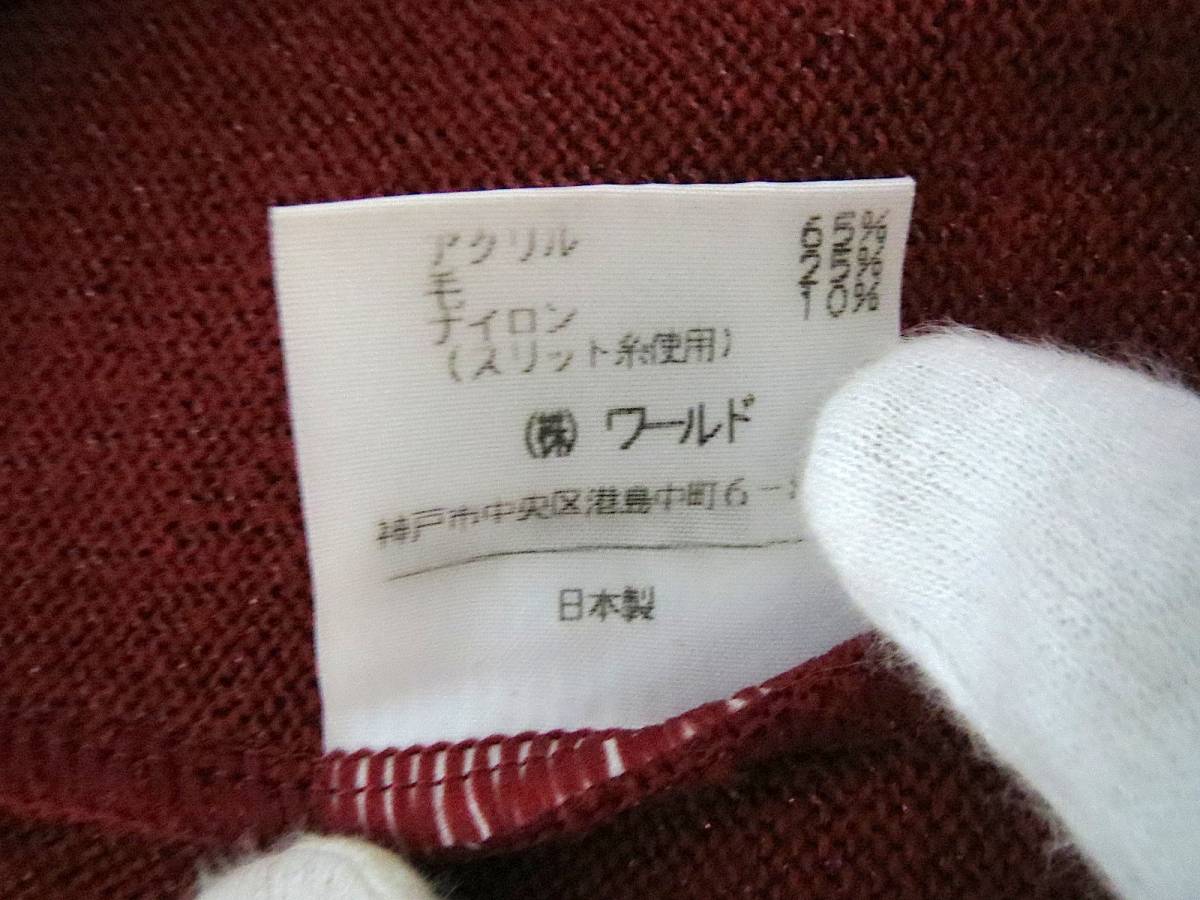 アクリル 65%
毛 25%
ナイロン 10%
(スリット糸使用)
(株) ワールド
神戸市中央区港島中町6-
日本製